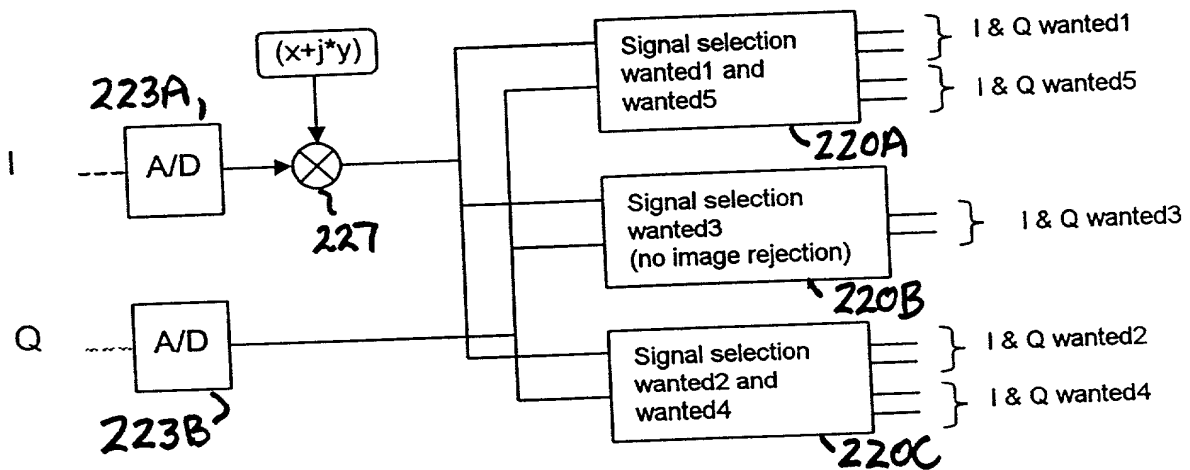 (x+j*y)
223A
I
A/D
227
Q
A/D
223B
Signal selection
wanted1 and
wanted5
220A
I & Q wanted1
I & Q wanted5
Signal selection
wanted3
(no image rejection)
220B
I & Q wanted3
Signal selection
wanted2 and
wanted4
220C
I & Q wanted2
I & Q wanted4